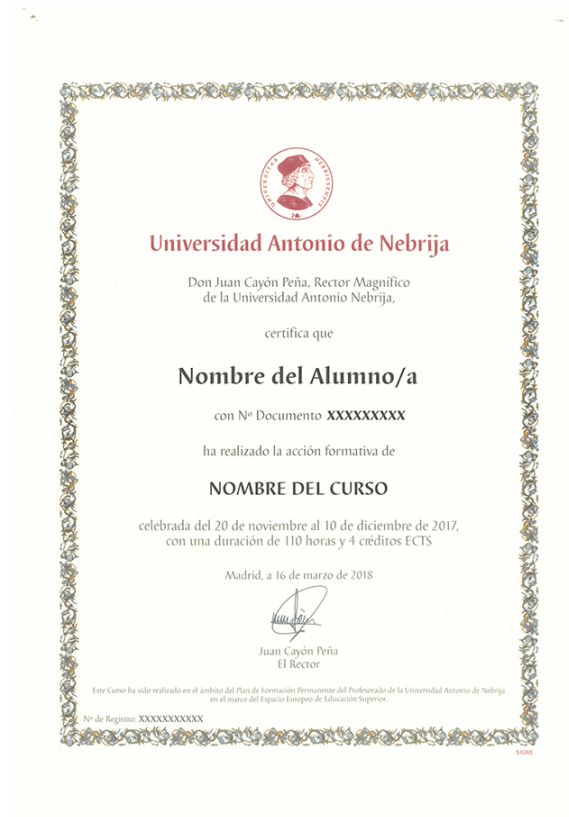 UNIVERSITAS NEBRISSENSIS
Universidad Antonio de Nebrija
Don Juan Cayón Peña, Rector Magnífico
de la Universidad Antonio de Nebrija,
certifica que
Nombre del Alumno/a
con Nº Documento XXXXXXXXX
ha realizado la acción formativa de
NOMBRE DEL CURSO
celebrada del 20 de noviembre al 10 de diciembre de 2017,
con una duración de 110 horas y 4 créditos ECTS
Madrid, a 16 de marzo de 2018
Juan Cayón Peña
El Rector
Este Curso ha sido realizado en el ámbito del Plan de Formación Permanente del Profesorado de la Universidad Antonio de Nebrija
en el marco del Espacio Europeo de Educación Superior.
Nº de Registro: XXXXXXXXXXX
SIGNE